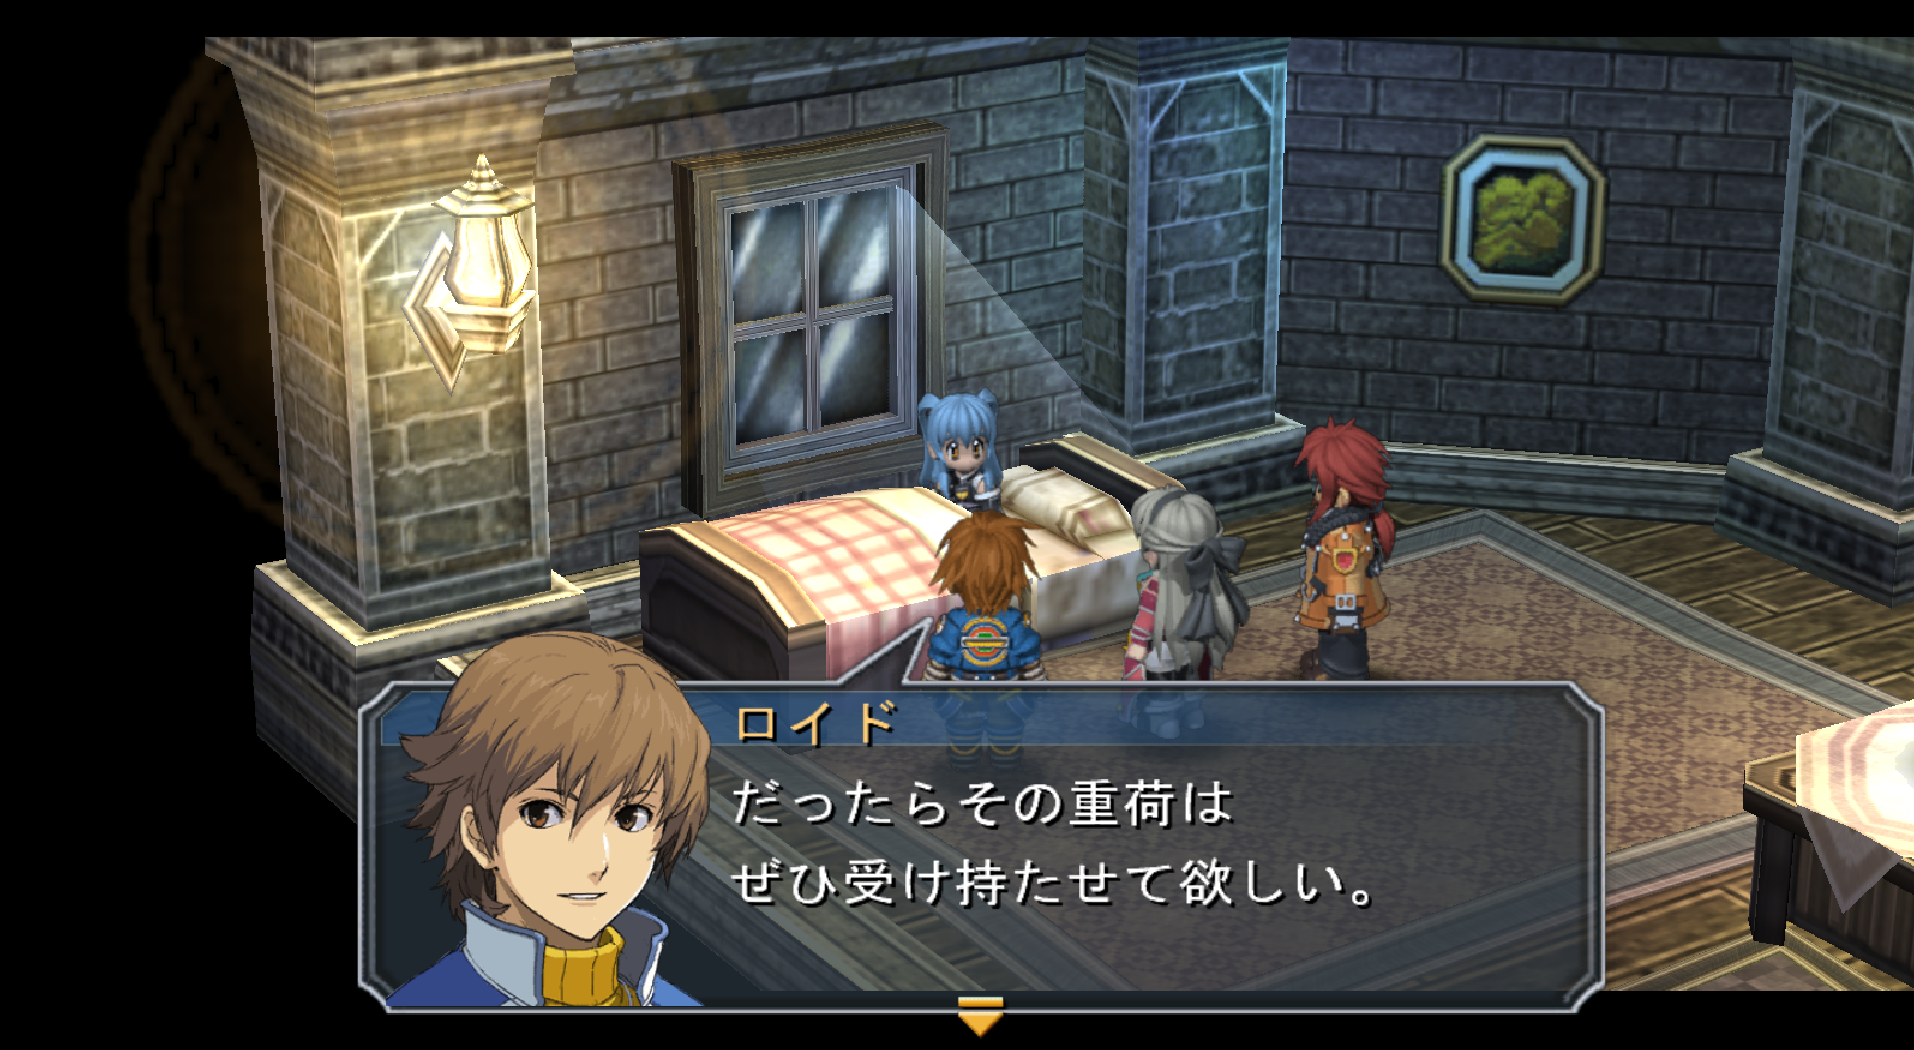 ロイド
だったらその重荷は
ぜひ受け持たせて欲しい。